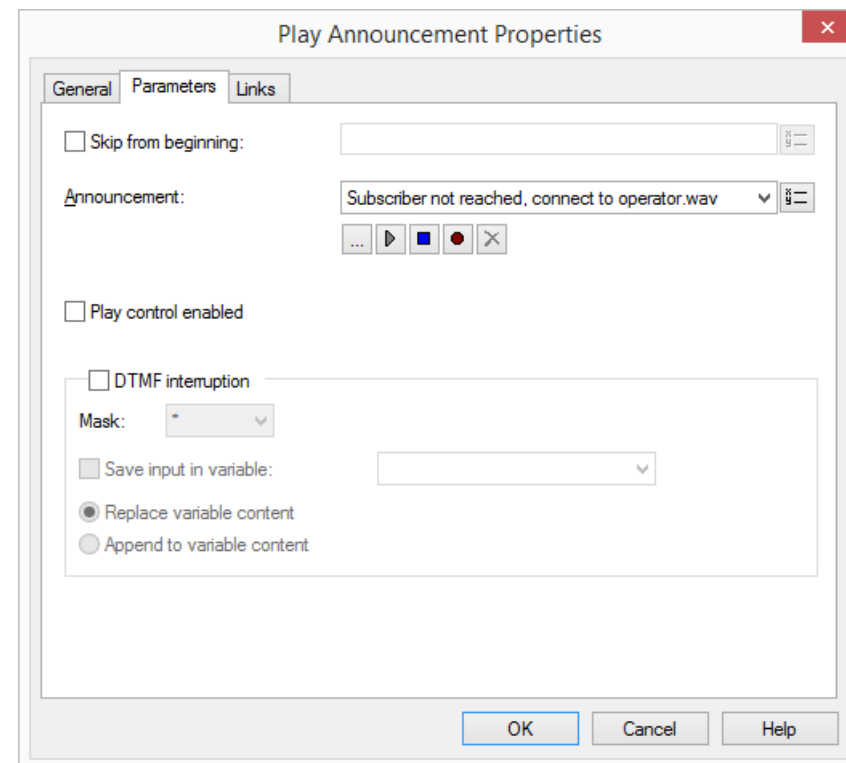 Play Announcement Properties
General Parameters Links
Skip from beginning:
Announcement: Subscriber not reached, connect to operator.wav
...
Play control enabled
DTMF interruption
Mask: *
Save input in variable:
Replace variable content
Append to variable content
OK Cancel Help